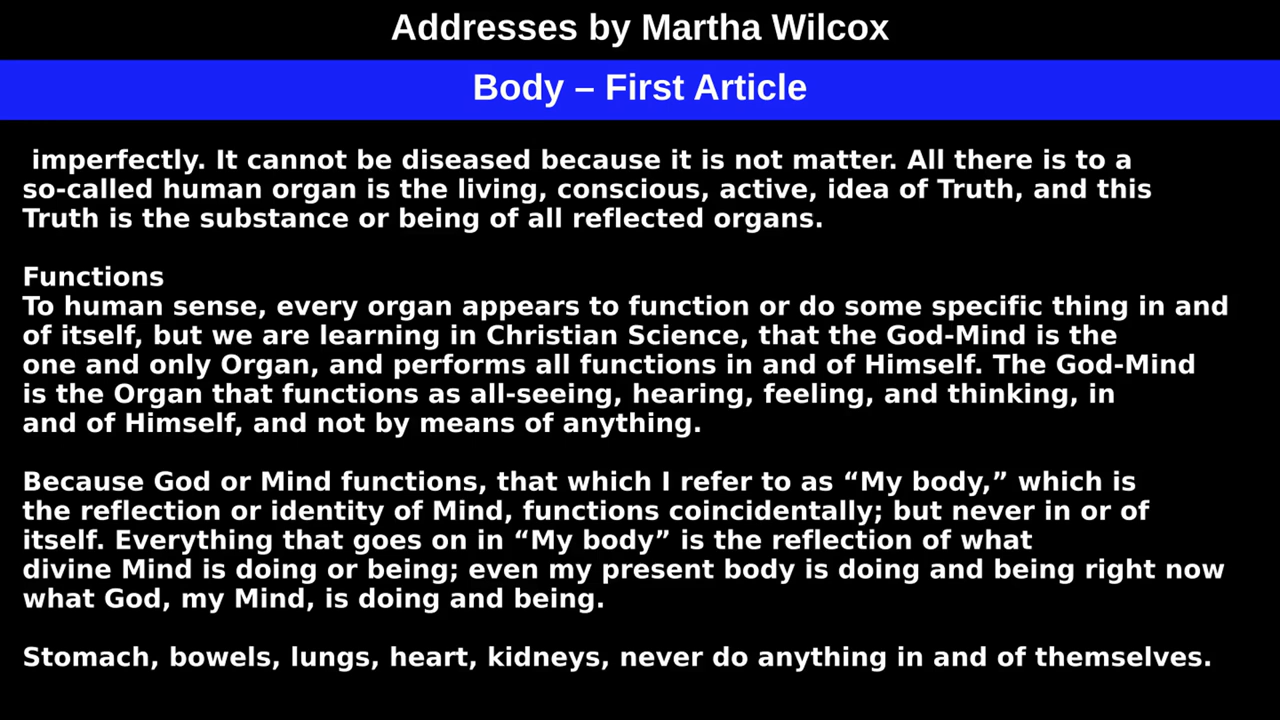 Addresses by Martha Wilcox
Body – First Article
imperfectly. It cannot be diseased because it is not matter. All there is to a
so-called human organ is the living, conscious, active, idea of Truth, and this
Truth is the substance or being of all reflected organs.
Functions
To human sense, every organ appears to function or do some specific thing in and
of itself, but we are learning in Christian Science, that the God-Mind is the
one and only Organ, and performs all functions in and of Himself. The God-Mind
is the Organ that functions as all-seeing, hearing, feeling, and thinking, in
and of Himself, and not by means of anything.
Because God or Mind functions, that which I refer to as “My body,” which is
the reflection or identity of Mind, functions coincidentally; but never in or of
itself. Everything that goes on in “My body” is the reflection of what
divine Mind is doing or being; even my present body is doing and being right now
what God, my Mind, is doing and being.
Stomach, bowels, lungs, heart, kidneys, never do anything in and of themselves.